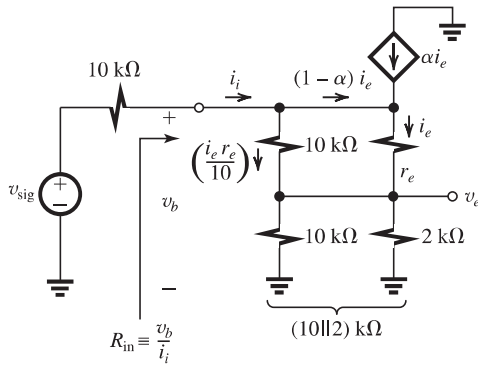 αi_e
10 kΩ
i_i
(1 − α) i_e
+
i_e
(i_e r_e / 10)
10 kΩ
r_e
v_sig
+
−
v_b
v_e
10 kΩ
2 kΩ
−
(10||2) kΩ
R_in ≡ v_b / i_i